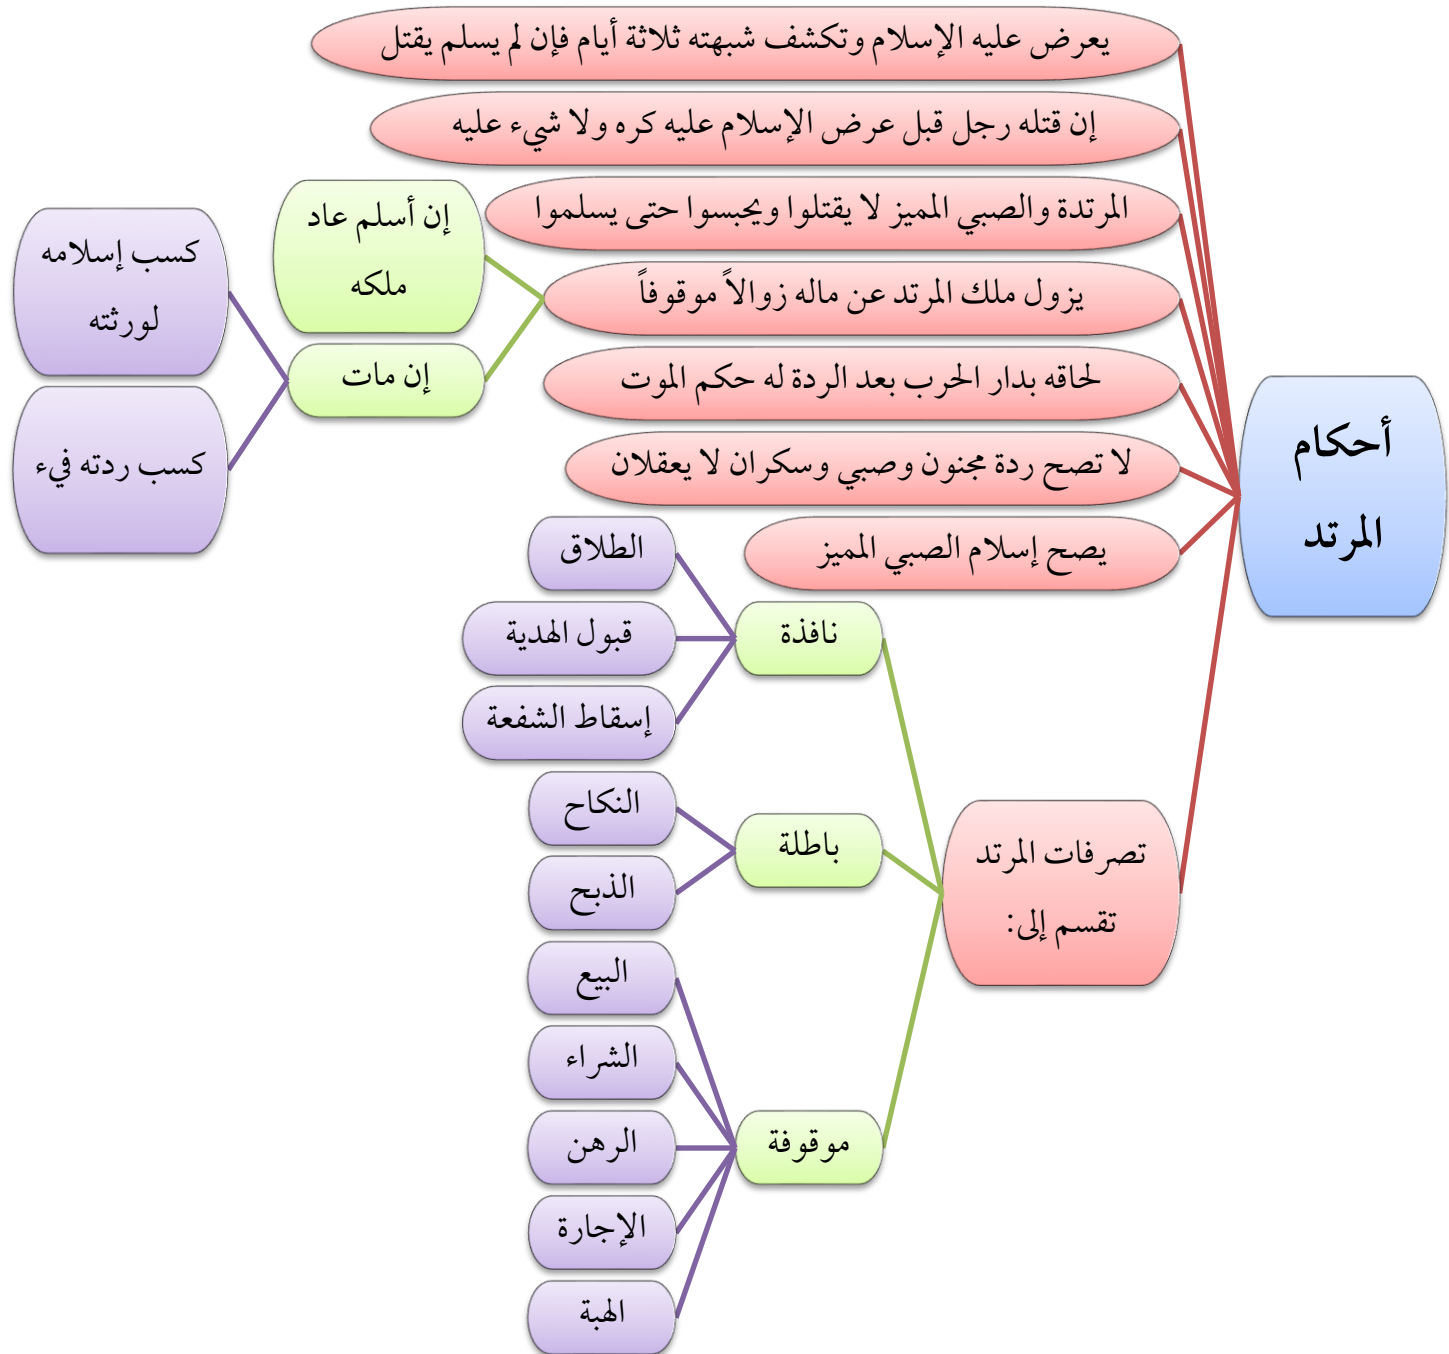 أحكام
المرتد
يعرض عليه الإسلام وتكشف شبهته ثلاثة أيام فإن لم يسلم يقتل
إن قتله رجل قبل عرض الإسلام عليه كره ولا شيء عليه
المرتدة والصبي المميز لا يقتلوا ويحبسوا حتى يسلموا
يزول ملك المرتد عن ماله زوالاً موقوفاً
إن أسلم عاد
ملكه
إن مات
كسب إسلامه
لورثته
كسب ردته فيء
لحاقه بدار الحرب بعد الردة له حكم الموت
لا تصح ردة مجنون وصبي وسكران لا يعقلان
يصح إسلام الصبي المميز
تصرفات المرتد
تقسم إلى:
نافذة
الطلاق
قبول الهدية
إسقاط الشفعة
باطلة
النكاح
الذبح
موقوفة
البيع
الشراء
الرهن
الإجارة
الهبة